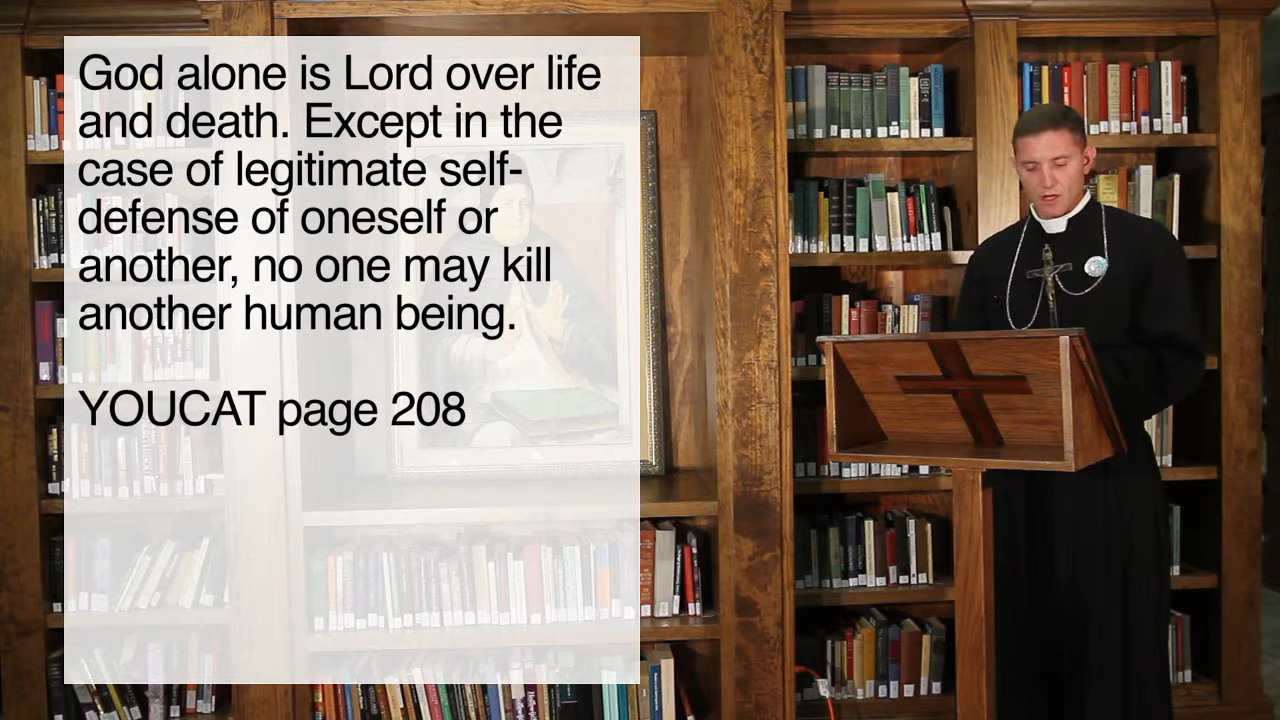 God alone is Lord over life
and death. Except in the
case of legitimate self-
defense of oneself or
another, no one may kill
another human being.
YOUCAT page 208